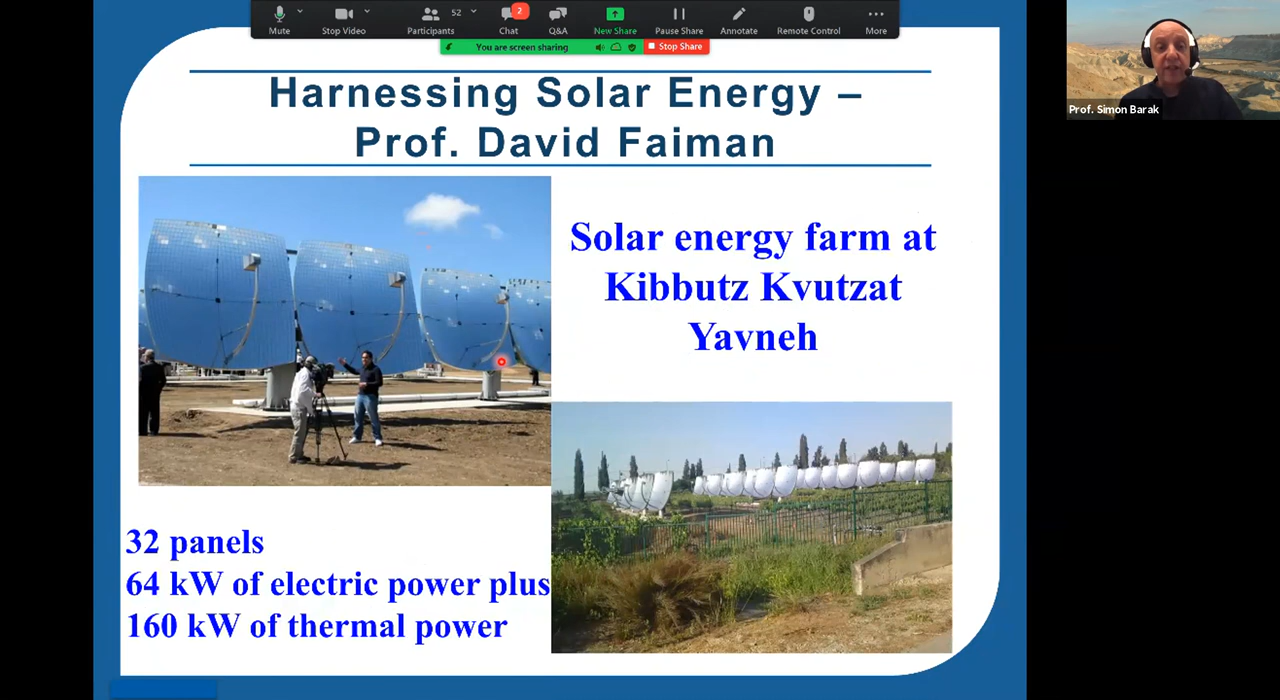 52
2
Mute
Stop Video
Participants
Chat
Q&A
New Share
Pause Share
Annotate
Remote Control
More
You are screen sharing
Stop Share
Prof. Simon Barak
Harnessing Solar Energy –
Prof. David Faiman
Solar energy farm at
Kibbutz Kvutzat
Yavneh
32 panels
64 kW of electric power plus
160 kW of thermal power